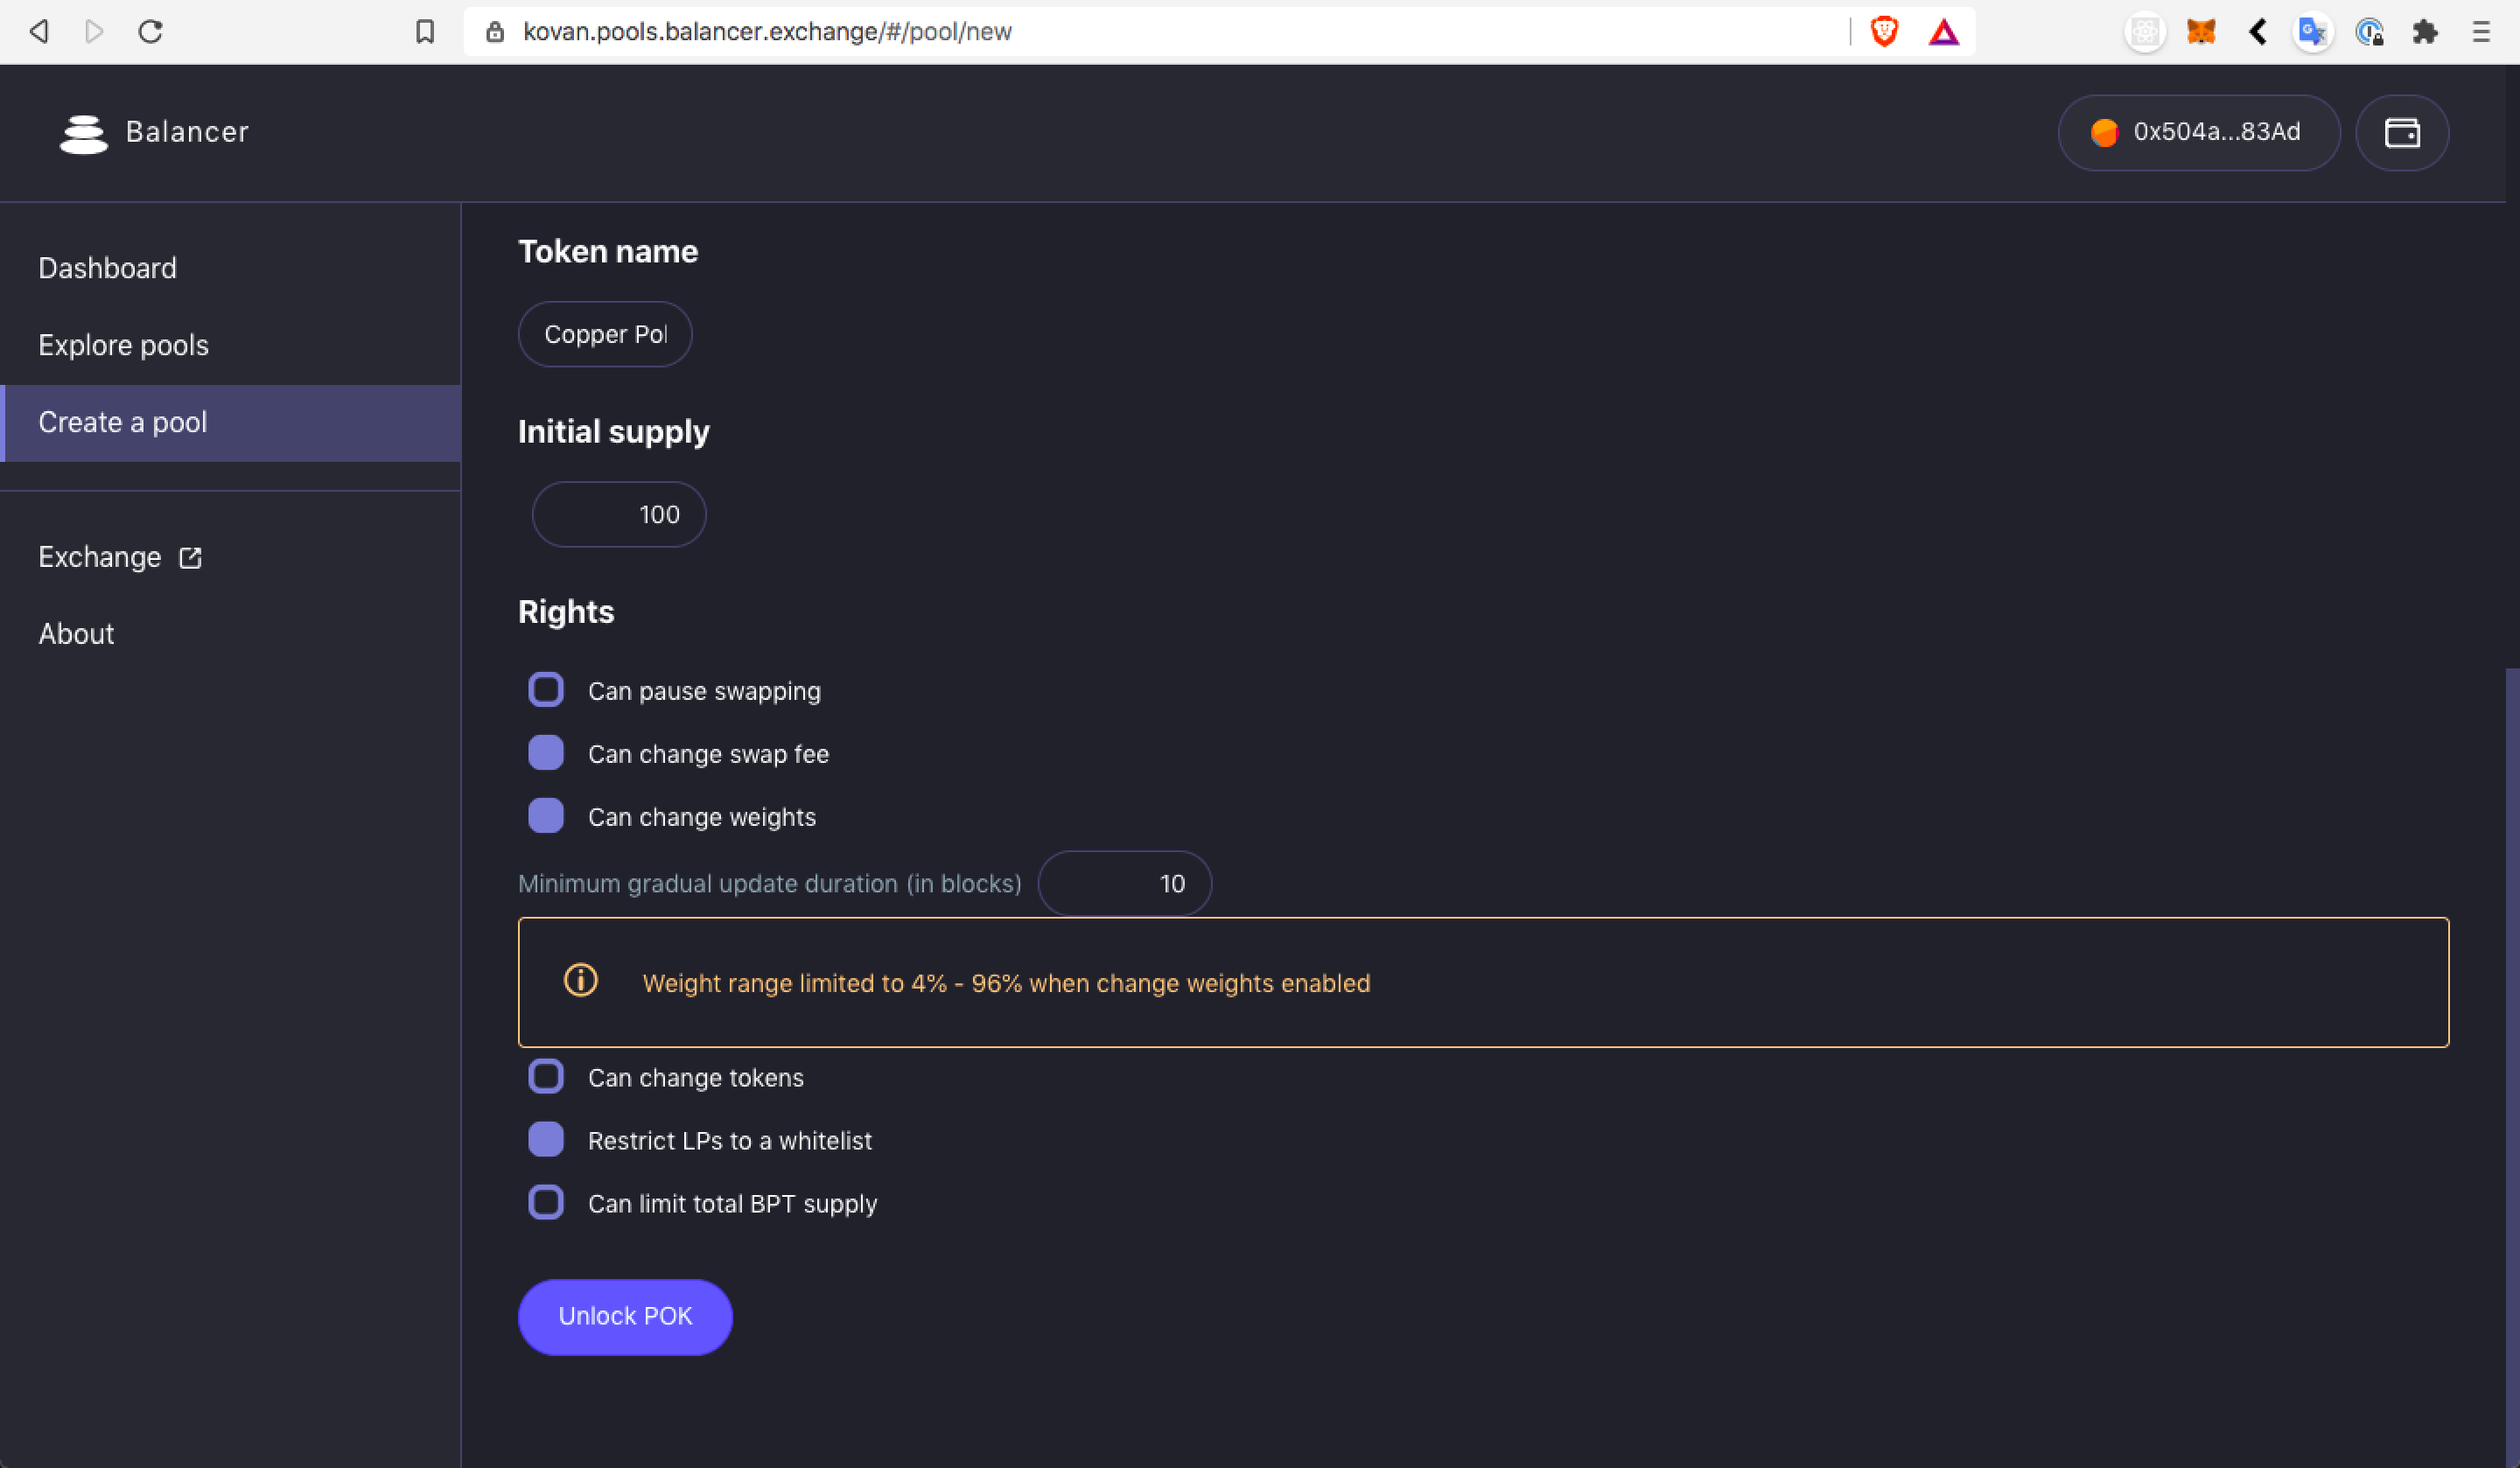 kovan.pools.balancer.exchange/#/pool/new
Balancer
0x504a...83Ad
Dashboard
Explore pools
Create a pool
Exchange
About
Token name
Copper Pol
Initial supply
100
Rights
Can pause swapping
Can change swap fee
Can change weights
Minimum gradual update duration (in blocks) 10
Weight range limited to 4% - 96% when change weights enabled
Can change tokens
Restrict LPs to a whitelist
Can limit total BPT supply
Unlock POK